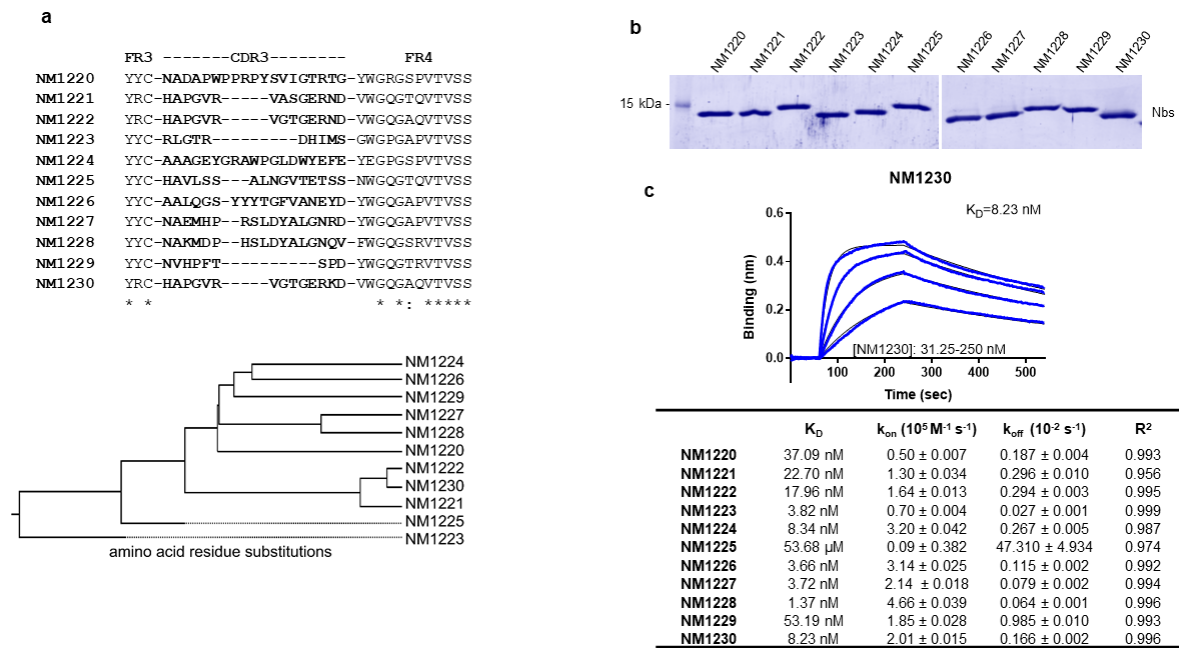 a
FR3 -------CDR3--------- FR4
NM1220 YYC-NADAPWPPRPYSVIGTRTG-YWGRGSPVTVSS
NM1221 YRC-HAPGVR-----VASGERND-VWGQGTQVTVSS
NM1222 YRC-HAPGVR-----VGTGERND-VWGQGAQVTVSS
NM1223 YYC-RLGTR--------DHIMS-GWGPGAPVTVSS
NM1224 YYC-AAAGEYGRAWPGLDWYEFE-YEGPGSPVTVSS
NM1225 YYC-HAVLSS---ALNGVTETSS-NWGQGTQVTVSS
NM1226 YYC-AALQGS-YYYTGFVANEYD-YWGQGAPVTVSS
NM1227 YYC-NAEMHP--RSLDYALGNRD-YWGQGAPVTVSS
NM1228 YYC-NAKMDP-HSLDYALGNQV-FWGQGSRVTVSS
NM1229 YYC-NVHPFT----------SPD-YWGQGTRVTVSS
NM1230 YRC-HAPGVR-----VGTGERKD-VWGQGAQVTVSS
* * * *: *****
NM1224
NM1226
NM1229
NM1227
NM1228
NM1220
NM1222
NM1230
NM1221
NM1225
NM1223
amino acid residue substitutions
b
NM1220 NM1221 NM1222 NM1223 NM1224 NM1225 NM1226 NM1227 NM1228 NM1229 NM1230
15 kDa -
Nbs
NM1230
c
K_D=8.23 nM
0.6
0.4
0.2
0.0
Binding (nm)
[NM1230]: 31.25-250 nM
100 200 300 400 500
Time (sec)
K_D k_on (10⁵ M⁻¹ s⁻¹) k_off (10⁻² s⁻¹) R²
NM1220 37.09 nM 0.50 ± 0.007 0.187 ± 0.004 0.993
NM1221 22.70 nM 1.30 ± 0.034 0.296 ± 0.010 0.956
NM1222 17.96 nM 1.64 ± 0.013 0.294 ± 0.003 0.995
NM1223 3.82 nM 0.70 ± 0.004 0.027 ± 0.001 0.999
NM1224 8.34 nM 3.20 ± 0.042 0.267 ± 0.005 0.987
NM1225 53.68 µM 0.09 ± 0.382 47.310 ± 4.934 0.974
NM1226 3.66 nM 3.14 ± 0.025 0.115 ± 0.002 0.992
NM1227 3.72 nM 2.14 ± 0.018 0.079 ± 0.002 0.994
NM1228 1.37 nM 4.66 ± 0.039 0.064 ± 0.001 0.996
NM1229 53.19 nM 1.85 ± 0.028 0.985 ± 0.010 0.993
NM1230 8.23 nM 2.01 ± 0.015 0.166 ± 0.002 0.996